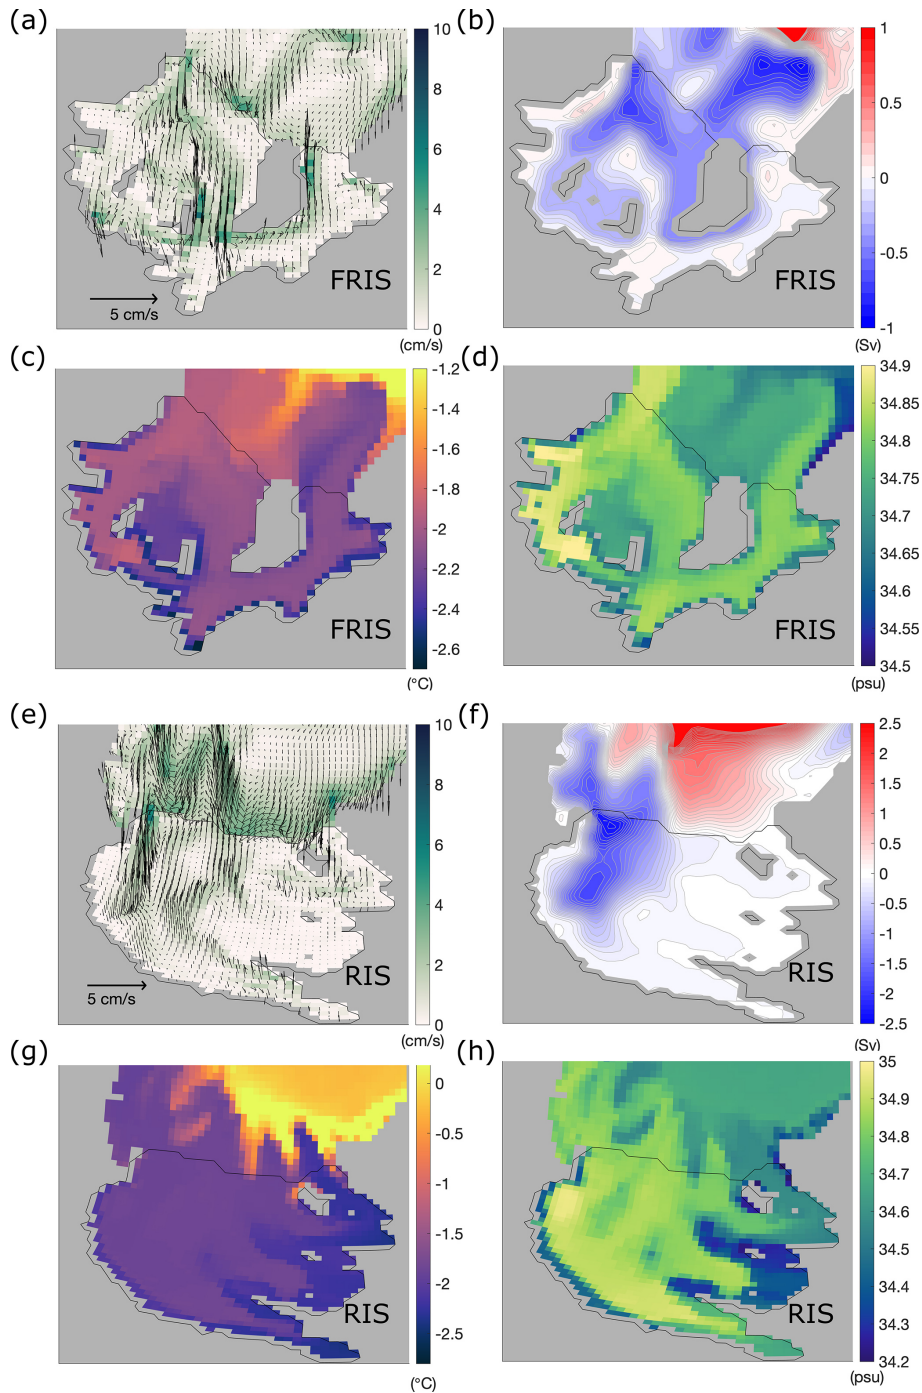 (a)
10
8
6
4
2
0
(cm/s)
5 cm/s
FRIS
(b)
1
0.5
0
-0.5
-1
(Sv)
FRIS
(c)
-1.2
-1.4
-1.6
-1.8
-2
-2.2
-2.4
-2.6
(°C)
FRIS
(d)
34.9
34.85
34.8
34.75
34.7
34.65
34.6
34.55
34.5
(psu)
FRIS
(e)
10
8
6
4
2
0
(cm/s)
5 cm/s
RIS
(f)
2.5
2
1.5
1
0.5
0
-0.5
-1
-1.5
-2
-2.5
(Sv)
RIS
(g)
0
-0.5
-1
-1.5
-2
-2.5
(°C)
RIS
(h)
35
34.9
34.8
34.7
34.6
34.5
34.4
34.3
34.2
(psu)
RIS